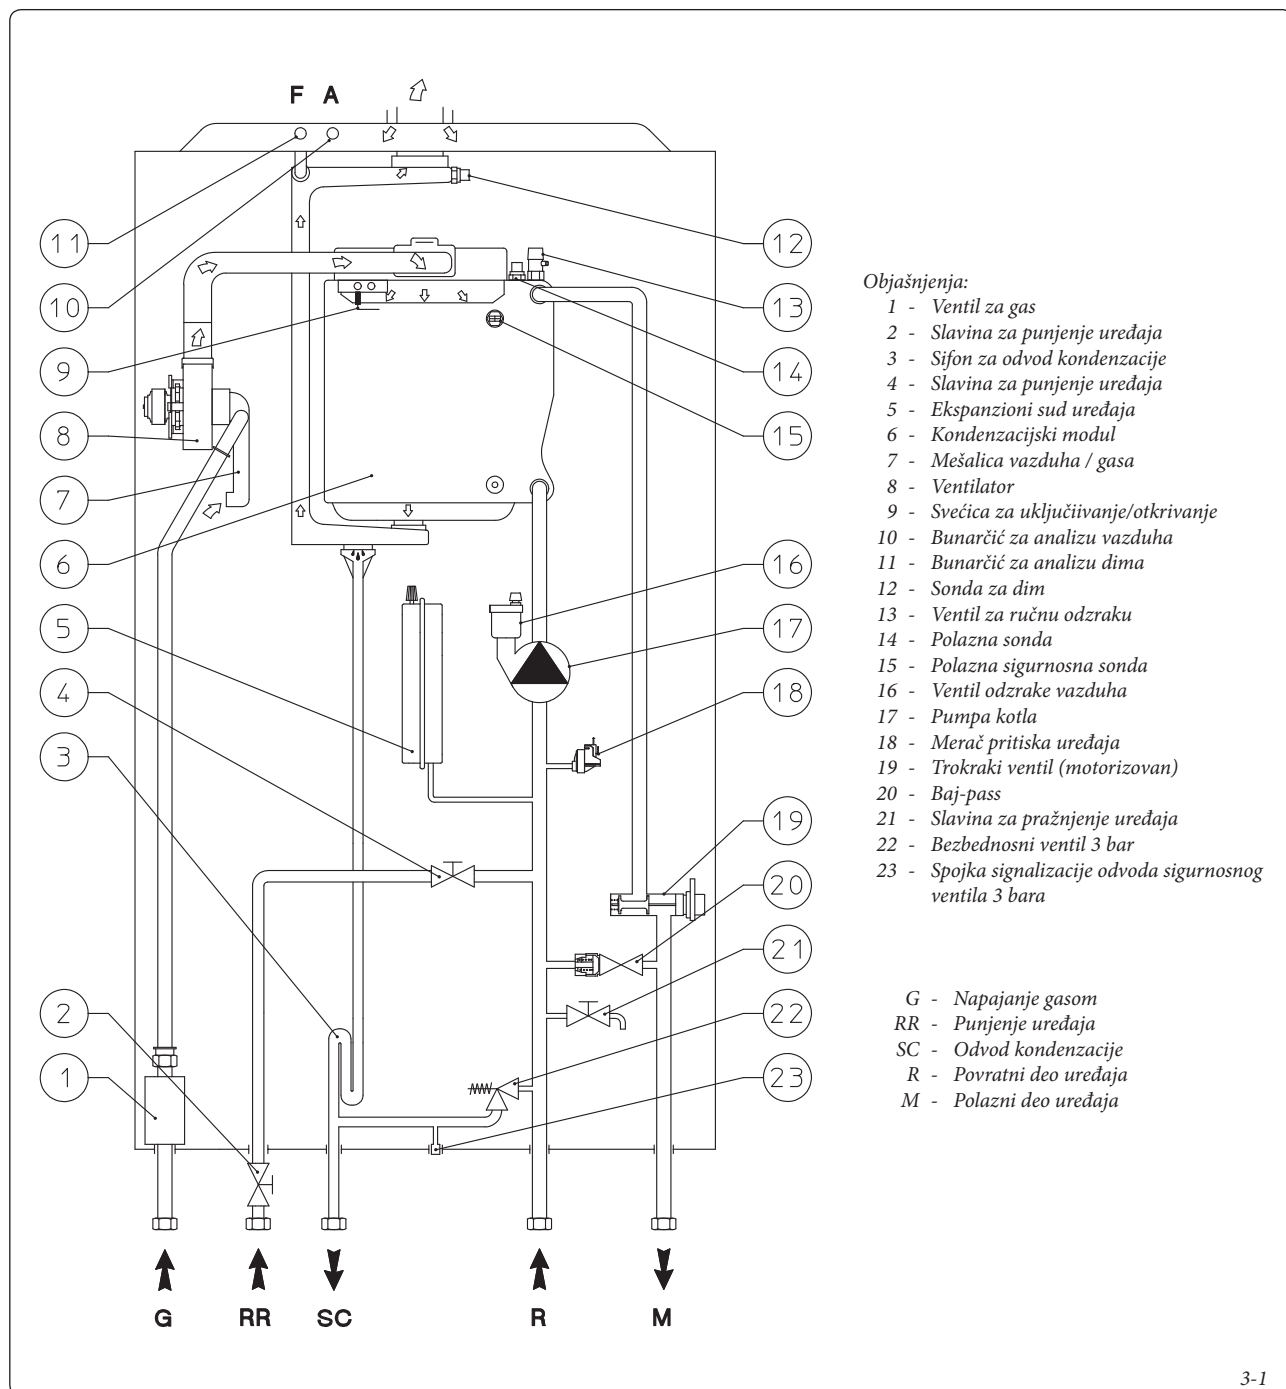 F A
11
10
9
8
7
6
5
4
3
2
1
12
13
14
15
16
17
18
19
20
21
22
23
G RR SC R M
Objašnjenja:
1 - Ventil za gas
2 - Slavina za punjenje uređaja
3 - Sifon za odvod kondenzacije
4 - Slavina za punjenje uređaja
5 - Ekspanzioni sud uređaja
6 - Kondenzacijski modul
7 - Mešalica vazduha / gasa
8 - Ventilator
9 - Svećica za uključiivanje/otkrivanje
10 - Bunarčić za analizu vazduha
11 - Bunarčić za analizu dima
12 - Sonda za dim
13 - Ventil za ručnu odzraku
14 - Polazna sonda
15 - Polazna sigurnosna sonda
16 - Ventil odzrake vazduha
17 - Pumpa kotla
18 - Merač pritiska uređaja
19 - Trokraki ventil (motorizovan)
20 - Baj-pass
21 - Slavina za pražnjenje uređaja
22 - Bezbednosni ventil 3 bar
23 - Spojka signalizacije odvoda sigurnosnog
ventila 3 bara
G - Napajanje gasom
RR - Punjenje uređaja
SC - Odvod kondenzacije
R - Povratni deo uređaja
M - Polazni deo uređaja
3-1